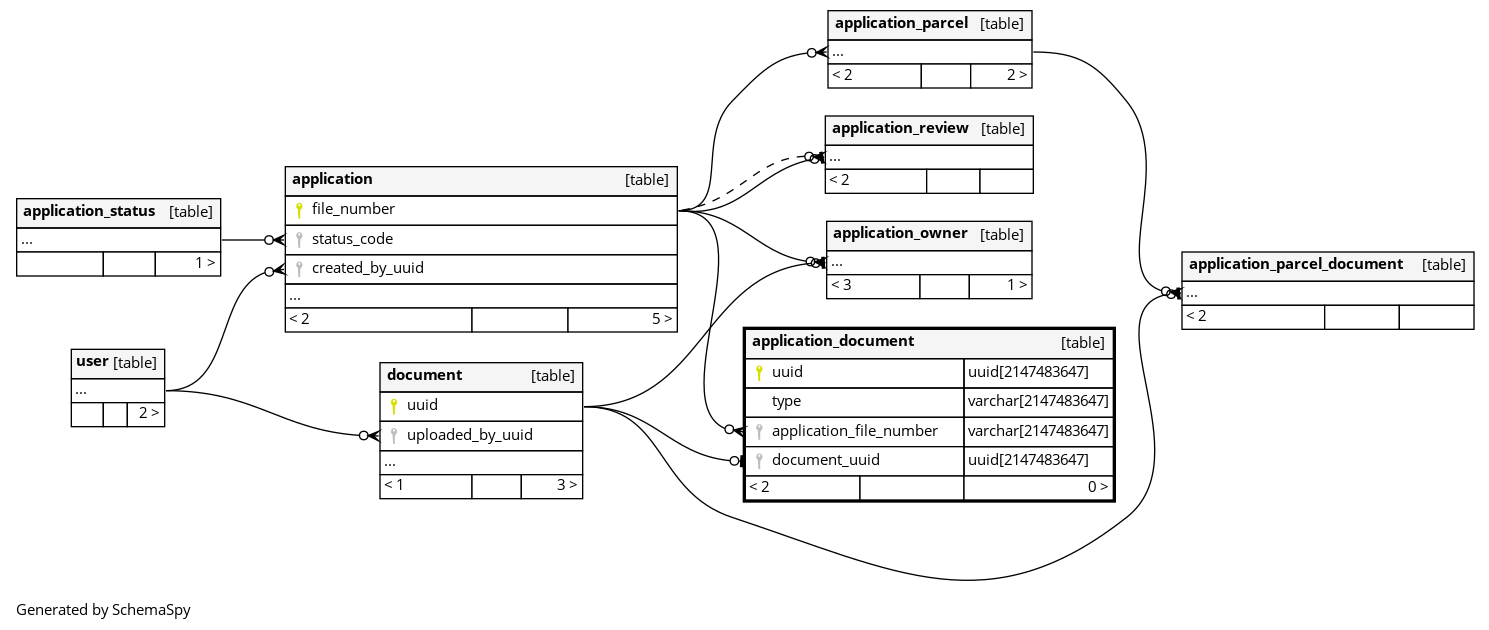 application_parcel [table]
...
< 2 2 >
application_review [table]
...
< 2
application [table]
file_number
status_code
created_by_uuid
...
< 2 5 >
application_status [table]
...
1 >
application_owner [table]
...
< 3 1 >
application_parcel_document [table]
...
< 2
user [table]
...
2 >
document [table]
uuid
uploaded_by_uuid
...
< 1 3 >
application_document [table]
uuid uuid[2147483647]
type varchar[2147483647]
application_file_number varchar[2147483647]
document_uuid uuid[2147483647]
< 2 0 >
Generated by SchemaSpy